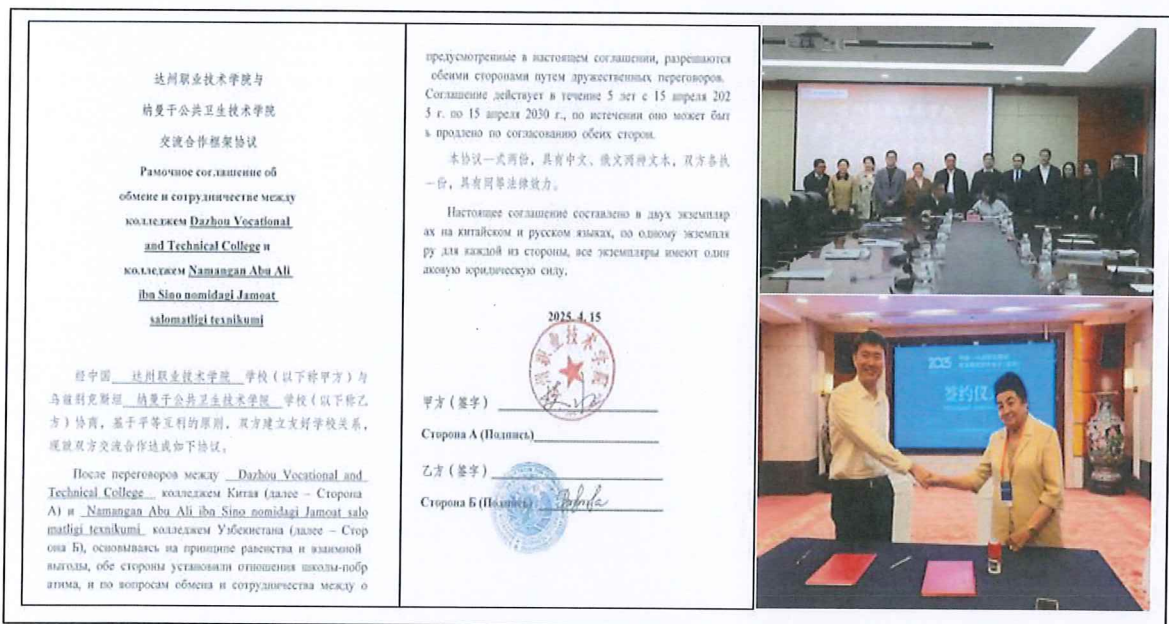 达州职业技术学院与
纳曼干公共卫生技术学院
交流合作框架协议
Рамочное соглашение об
обмене и сотрудничестве между
колледжем Dazhou Vocational
and Technical College и
колледжем Namangan Abu Ali
ibn Sino nomidagi Jamoat
salomatligi texnikumi
经中国 达州职业技术学院 学校（以下称甲方）与
乌兹别克斯坦 纳曼干公共卫生技术学院 学校（以下称乙
方）协商，基于平等互利的原则，双方建立友好学校关系，
现就双方交流合作达成如下协议。
После переговоров между Dazhou Vocational and
Technical College колледжем Китая (далее – Сторона
А) и Namangan Abu Ali ibn Sino nomidagi Jamoat salo
matligi texnikumi колледжем Узбекистана (далее – Стор
она Б), основываясь на принципе равенства и взаимной
выгоды, обе стороны установили отношения школы-побр
атима, и по вопросам обмена и сотрудничества между о
предусмотренные в настоящем соглашении, разрешаются
обеими сторонами путем дружественных переговоров.
Соглашение действует в течение 5 лет с 15 апреля 202
5 г. по 15 апреля 2030 г., по истечении оно может быт
ь продлено по согласованию обеих сторон.
本协议一式两份，具有中文、俄文两种文本，双方各执
一份，具有同等法律效力。
Настоящее соглашение составлено в двух экземпляр
ах на китайском и русском языках, по одному экземпля
ру для каждой из стороны, все экземпляры имеют один
аковую юридическую силу.
2025. 4. 15
州职业技术学院
甲方（签字）
Сторона А (Подпись)
乙方（签字）
Сторона Б (Подпись)
2025
签约仪